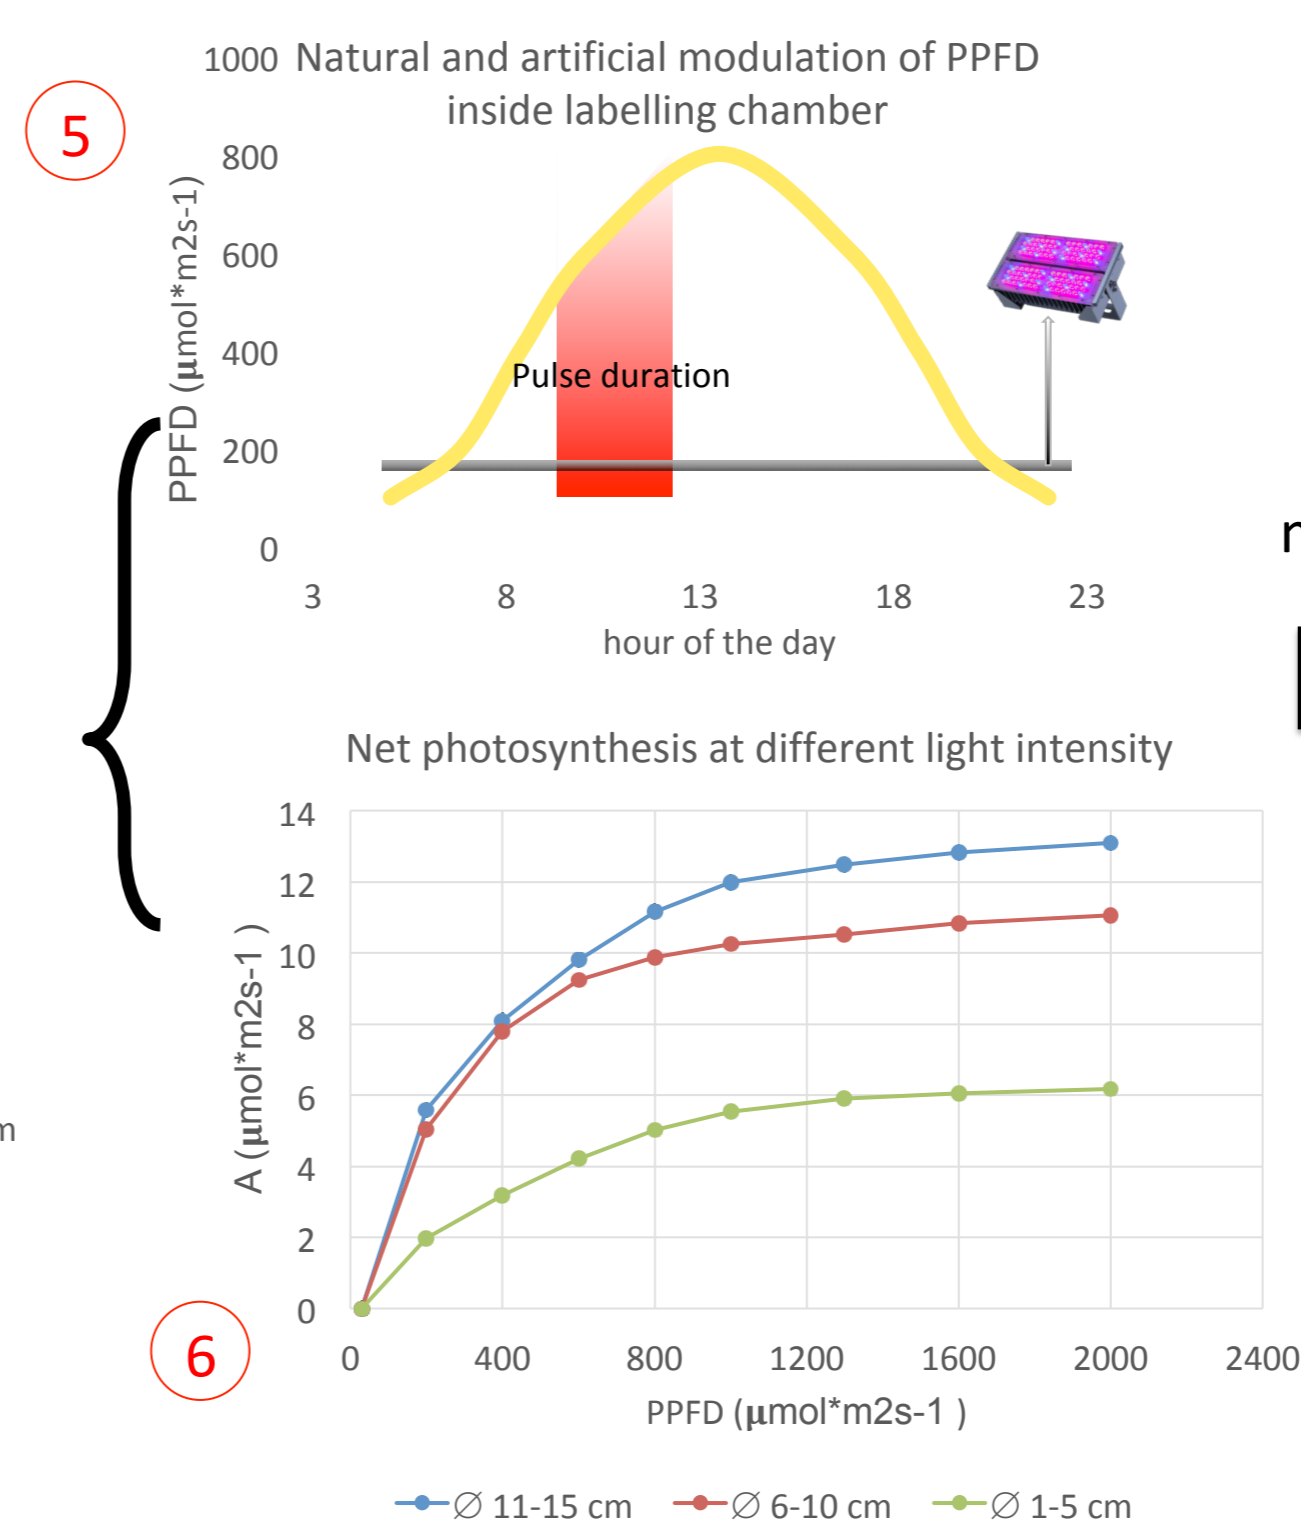 5
Natural and artificial modulation of PPFD
inside labelling chamber
1000
800
600
400
200
0
PPFD (μmol*m2s-1)
Pulse duration
3 8 13 18 23
hour of the day
Net photosynthesis at different light intensity
14
12
10
8
6
4
2
0
A (μmol*m2s-1 )
6
0 400 800 1200 1600 2000 2400
PPFD (μmol*m2s-1 )
∅ 11-15 cm ∅ 6-10 cm ∅ 1-5 cm